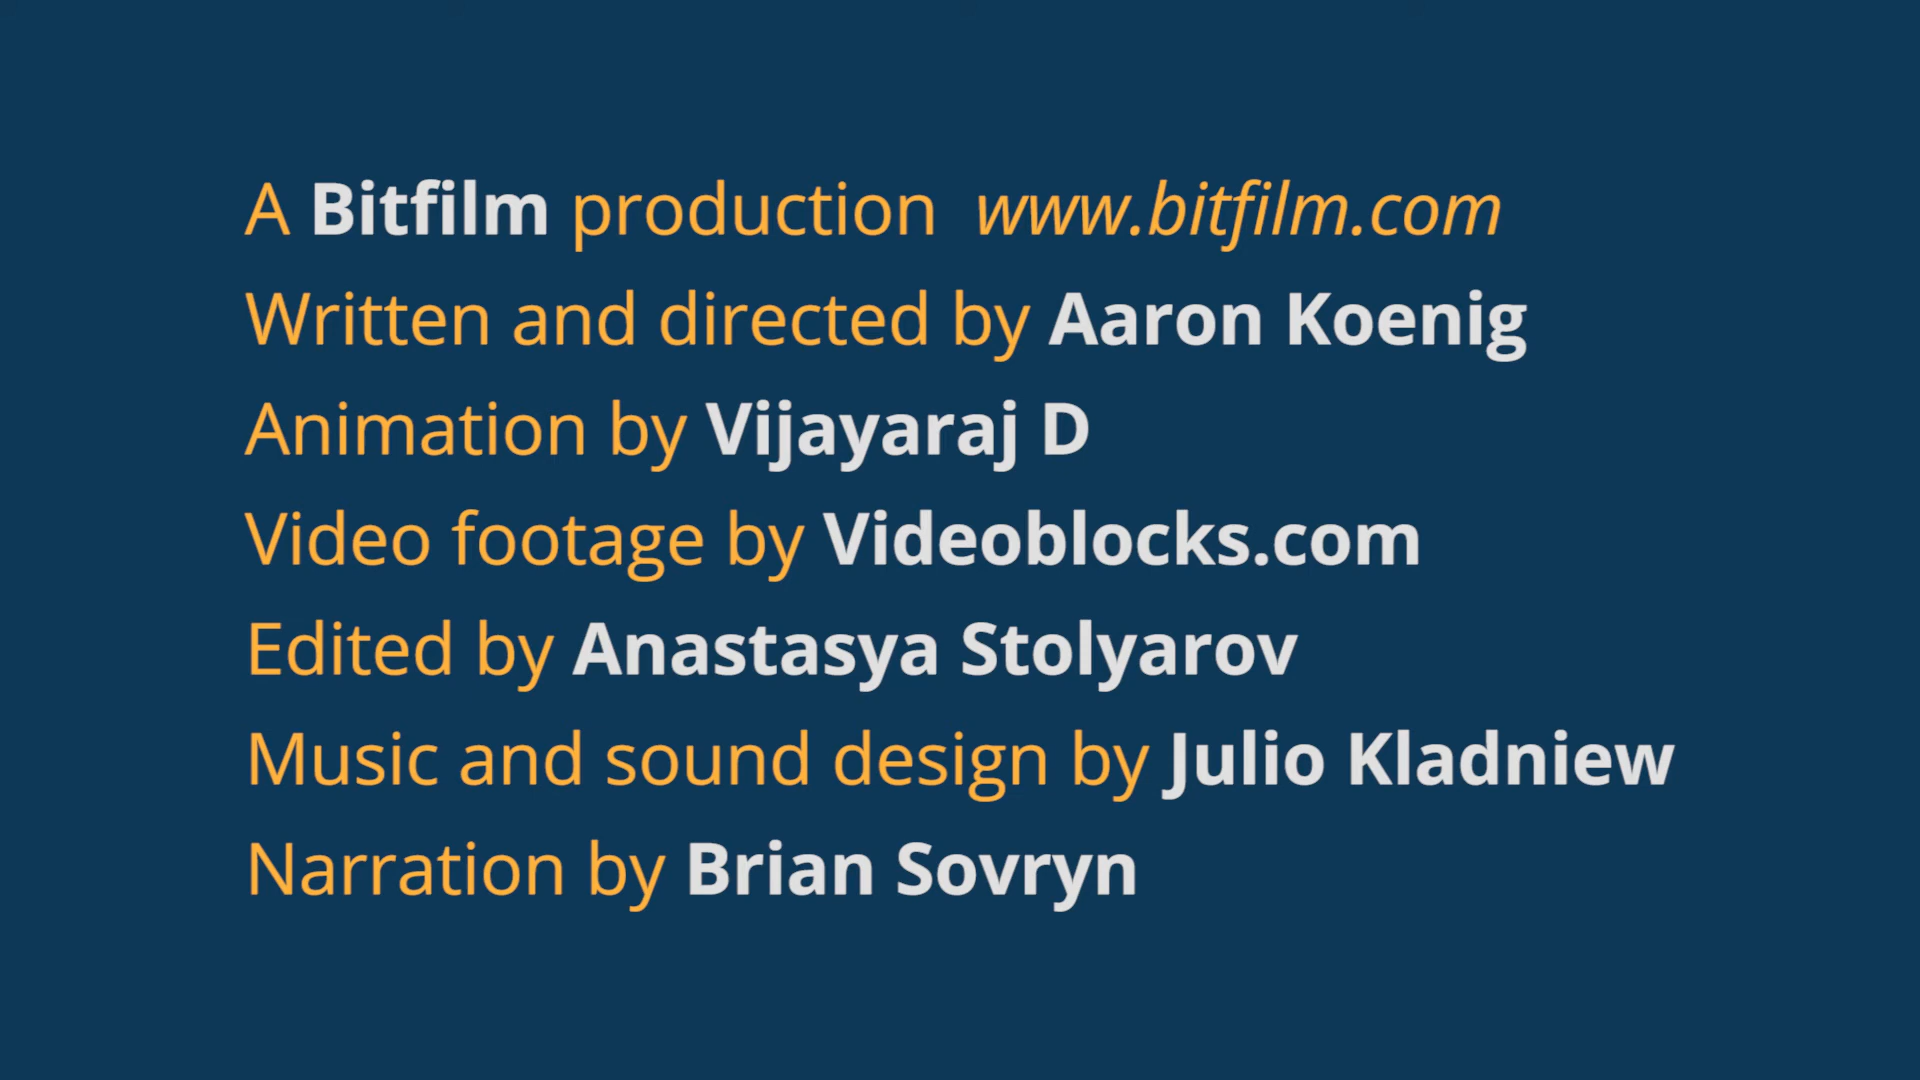 A Bitfilm production www.bitfilm.com
Written and directed by Aaron Koenig
Animation by Vijayaraj D
Video footage by Videoblocks.com
Edited by Anastasya Stolyarov
Music and sound design by Julio Kladniew
Narration by Brian Sovryn